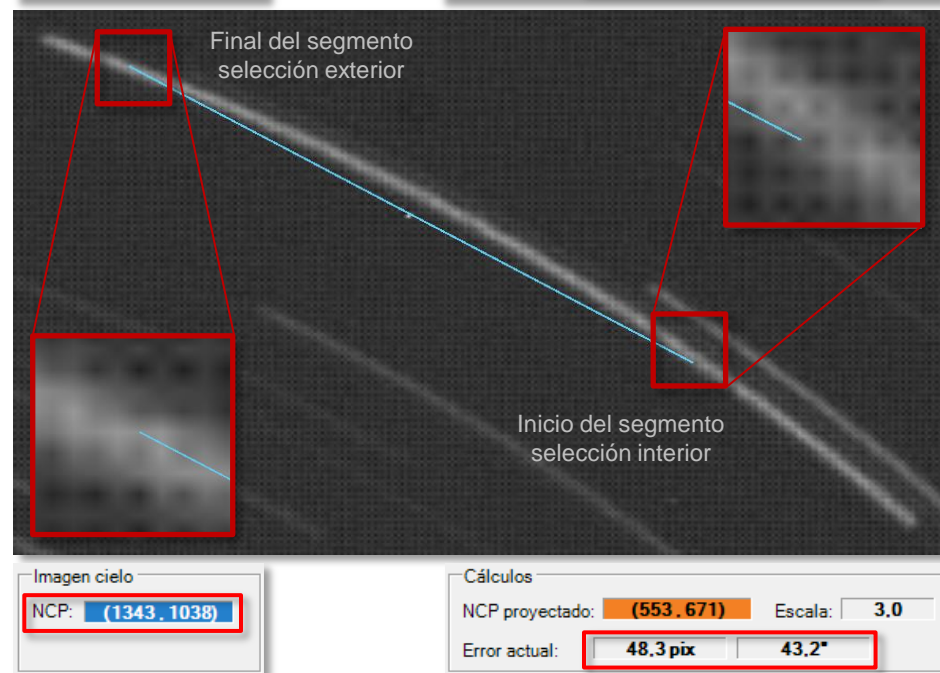 Final del segmento
selección exterior
Inicio del segmento
selección interior
Imagen cielo
NCP: (1343 , 1038)
Cálculos
NCP proyectado: (553 , 671) Escala: 3,0
Error actual: 48,3 pix 43,2"